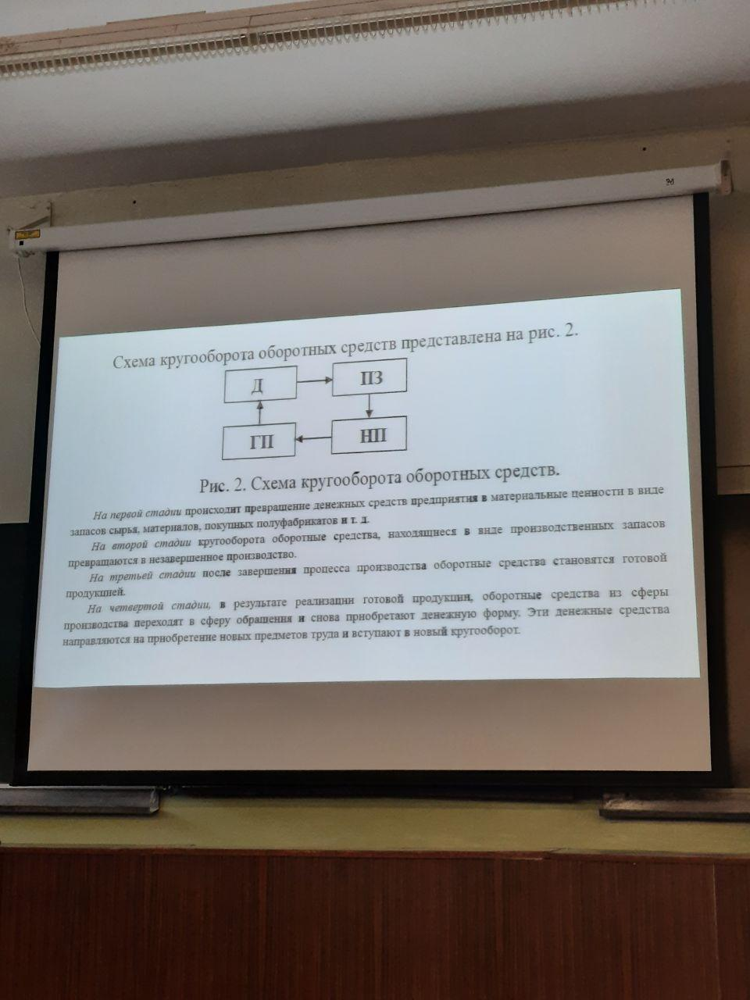 Схема кругооборота оборотных средств представлена на рис. 2.
Д
ПЗ
ГП
НП
Рис. 2. Схема кругооборота оборотных средств.
На первой стадии происходит превращение денежных средств предприятия в материальные ценности в виде
запасов сырья, материалов, покупных полуфабрикатов и т. д.
На второй стадии кругооборота оборотные средства, находящиеся в виде производственных запасов
превращаются в незавершенное производство.
На третьей стадии после завершения процесса производства оборотные средства становятся готовой
продукцией.
На четвертой стадии, в результате реализации готовой продукции, оборотные средства из сферы
производства переходят в сферу обращения и снова приобретают денежную форму. Эти денежные средства
направляются на приобретение новых предметов труда и вступают в новый кругооборот.